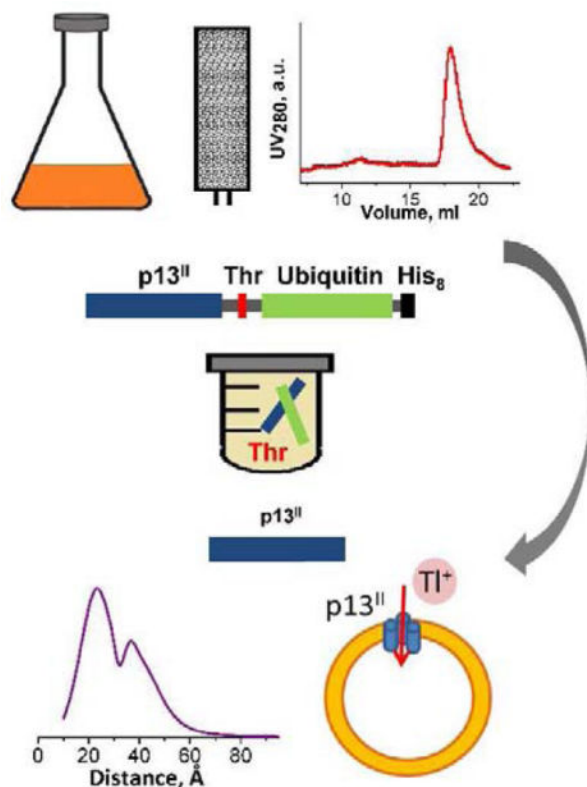 UV280, a.u.
10 15 20
Volume, ml
p13ᴵᴵ Thr Ubiquitin His₈
Thr
p13ᴵᴵ
Tl⁺
p13ᴵᴵ
0 20 40 60 80
Distance, Å